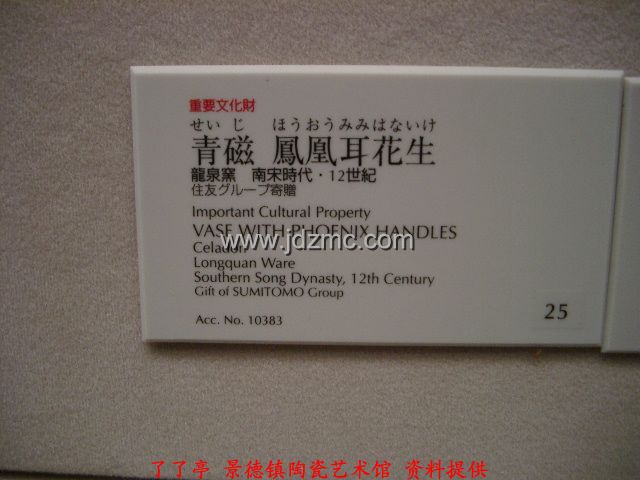 重要文化財
せいじ ほうおうみみはないけ
青磁 鳳凰耳花生
龍泉窯 南宋時代・12世紀
住友グループ寄贈
Important Cultural Property
VASE WITH PHOENIX HANDLES
www.jdzmc.com
Celadon
Longquan Ware
Southern Song Dynasty, 12th Century
Gift of SUMITOMO Group
Acc. No. 10383
25
了了亭 景德镇陶瓷艺术馆 资料提供